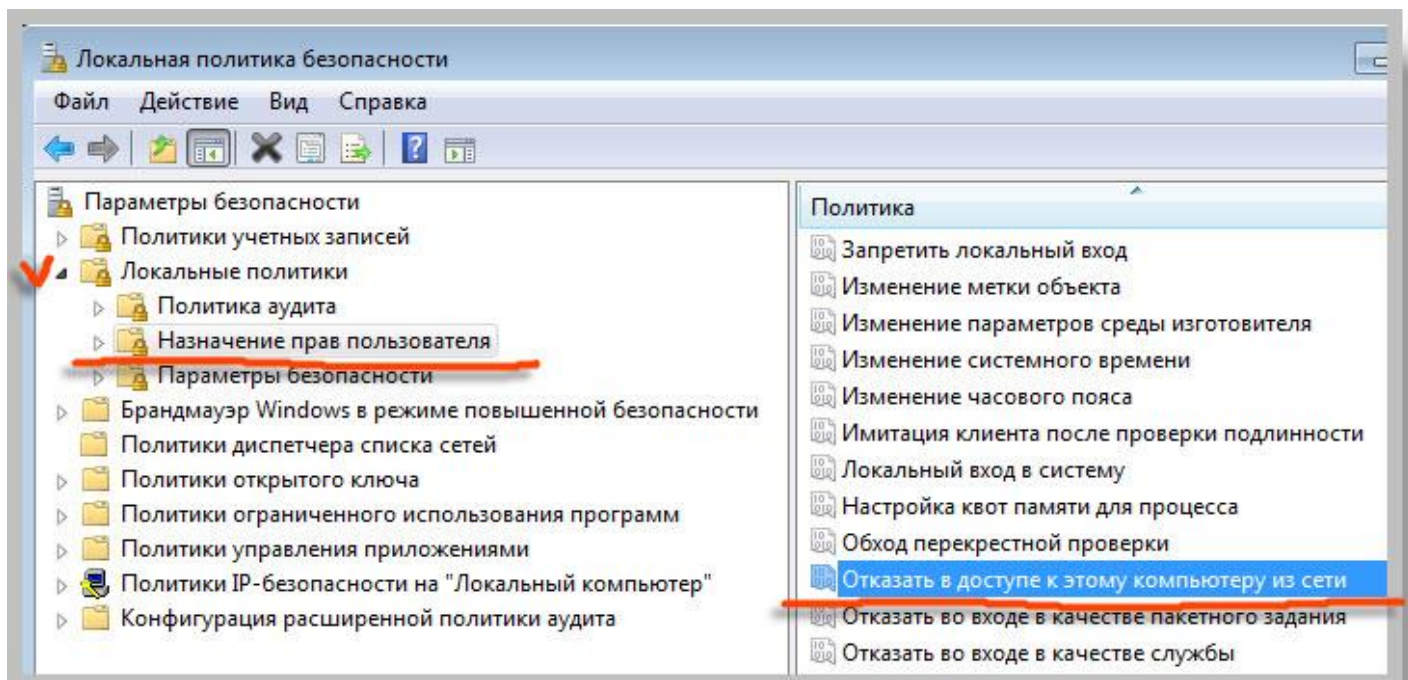 Локальная политика безопасности
Файл Действие Вид Справка
Параметры безопасности
Политики учетных записей
Локальные политики
Политика аудита
Назначение прав пользователя
Параметры безопасности
Брандмауэр Windows в режиме повышенной безопасности
Политики диспетчера списка сетей
Политики открытого ключа
Политики ограниченного использования программ
Политики управления приложениями
Политики IP-безопасности на "Локальный компьютер"
Конфигурация расширенной политики аудита
Политика
Запретить локальный вход
Изменение метки объекта
Изменение параметров среды изготовителя
Изменение системного времени
Изменение часового пояса
Имитация клиента после проверки подлинности
Локальный вход в систему
Настройка квот памяти для процесса
Обход перекрестной проверки
Отказать в доступе к этому компьютеру из сети
Отказать во входе в качестве пакетного задания
Отказать во входе в качестве службы